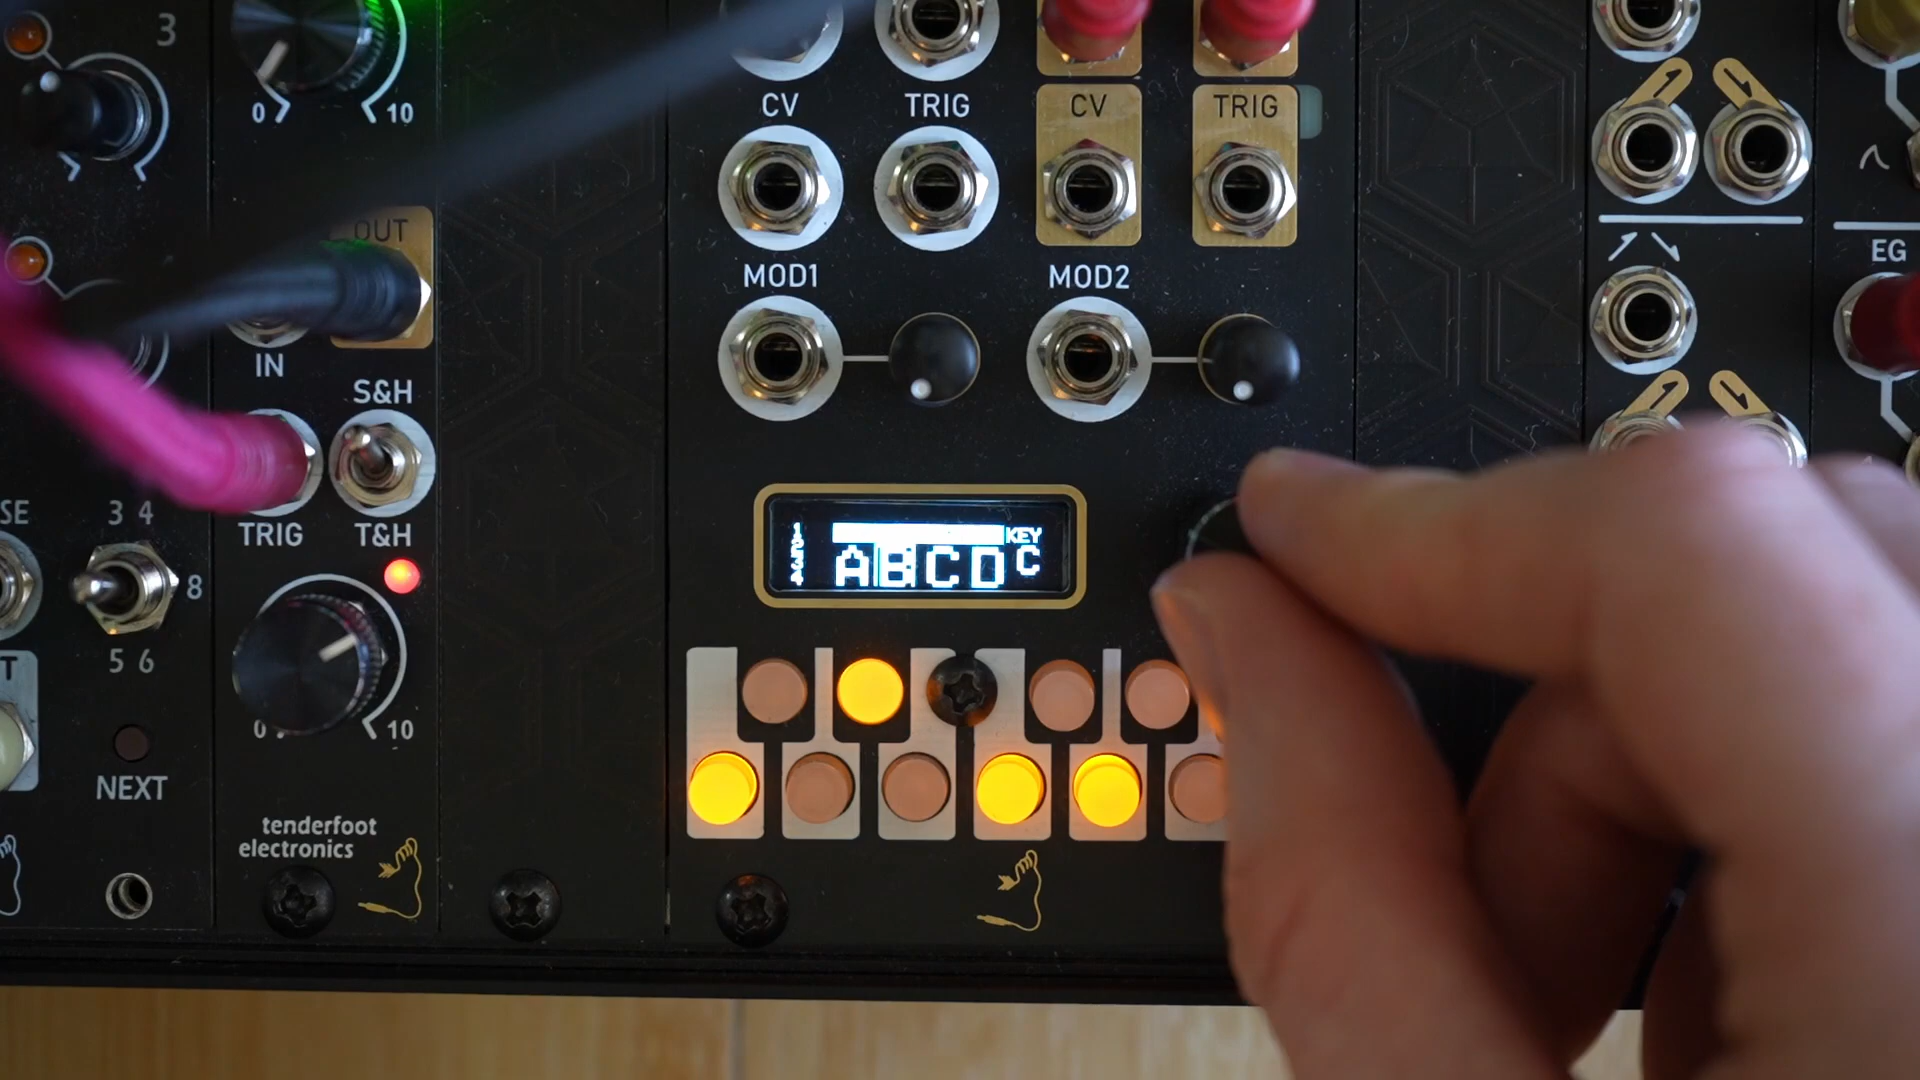 3
0 10
CV TRIG CV TRIG
OUT
MOD1 MOD2
EG
IN
S&H
SE 3 4
TRIG T&H
8
KEY
ABCD C
5 6
0 10
NEXT
tenderfoot
electronics